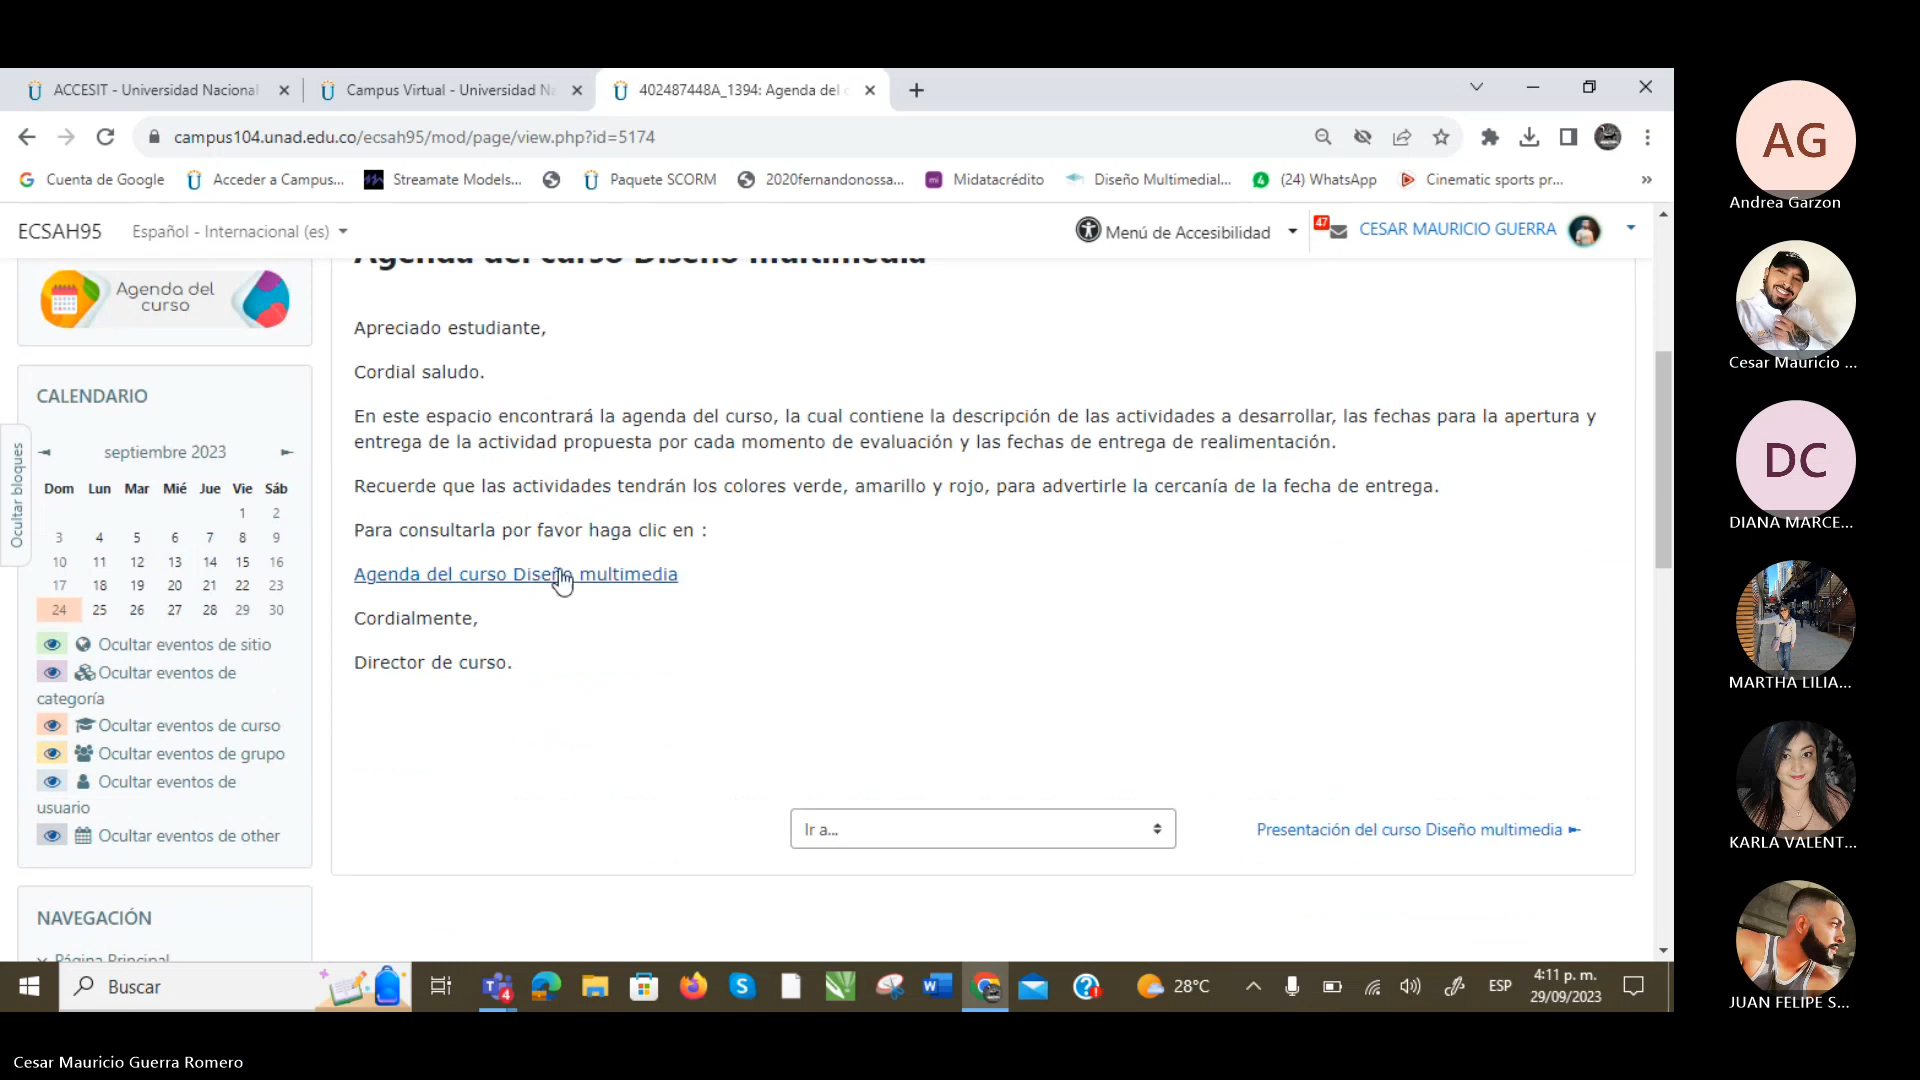 ACCESIT - Universidad Nacional
Campus Virtual - Universidad Na
402487448A_1394: Agenda del c
campus104.unad.edu.co/ecsah95/mod/page/view.php?id=5174
Cuenta de Google
Acceder a Campus...
Streamate Models...
Paquete SCORM
2020fernandonossa...
Midatacrédito
Diseño Multimedial...
(24) WhatsApp
Cinematic sports pr...
»
ECSAH95
Español - Internacional (es)
Menú de Accesibilidad
47
CESAR MAURICIO GUERRA
Agenda del curso
Ocultar bloques
CALENDARIO
septiembre 2023
Dom Lun Mar Mié Jue Vie Sáb
1 2
3 4 5 6 7 8 9
10 11 12 13 14 15 16
17 18 19 20 21 22 23
24 25 26 27 28 29 30
Ocultar eventos de sitio
Ocultar eventos de
categoría
Ocultar eventos de curso
Ocultar eventos de grupo
Ocultar eventos de
usuario
Ocultar eventos de other
NAVEGACIÓN
Página Principal
Agenda del curso Diseño multimedia
Apreciado estudiante,
Cordial saludo.
En este espacio encontrará la agenda del curso, la cual contiene la descripción de las actividades a desarrollar, las fechas para la apertura y
entrega de la actividad propuesta por cada momento de evaluación y las fechas de entrega de realimentación.
Recuerde que las actividades tendrán los colores verde, amarillo y rojo, para advertirle la cercanía de la fecha de entrega.
Para consultarla por favor haga clic en :
Agenda del curso Diseño multimedia
Cordialmente,
Director de curso.
Ir a...
Presentación del curso Diseño multimedia
Buscar
4
28°C
ESP
4:11 p. m.
29/09/2023
AG
Andrea Garzon
Cesar Mauricio ...
DC
DIANA MARCE...
MARTHA LILIA...
KARLA VALENT...
JUAN FELIPE S...
Cesar Mauricio Guerra Romero